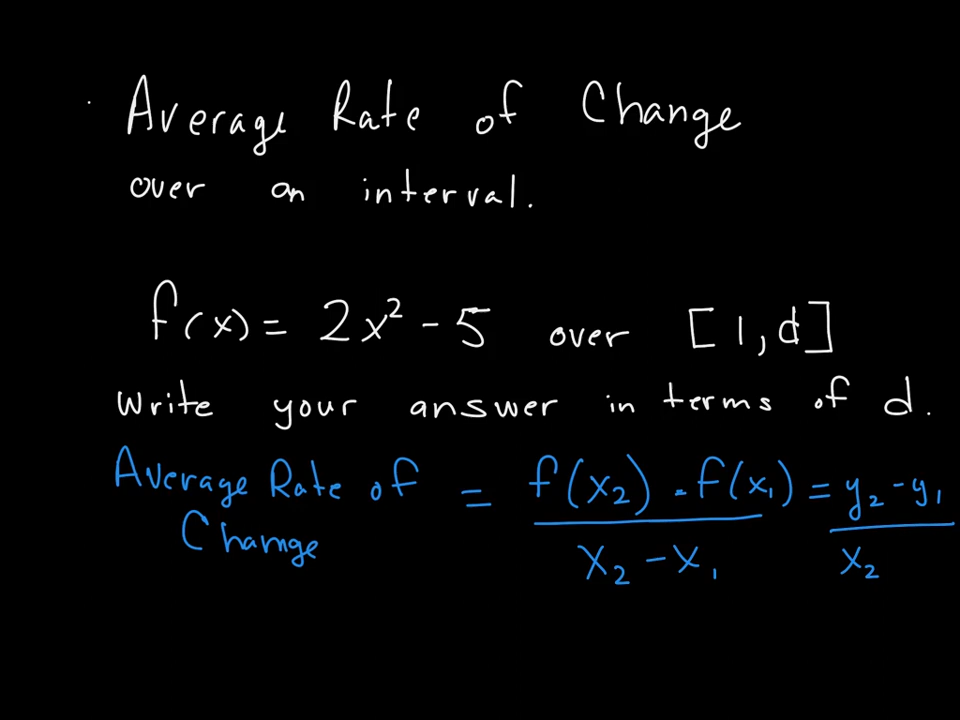 Average Rate of Change
over an interval.
f(x) = 2x² - 5 over [1, d]
Write your answer in terms of d.
Average Rate of = f(x₂) - f(x₁) = y₂ - y₁
Change x₂ - x₁ x₂